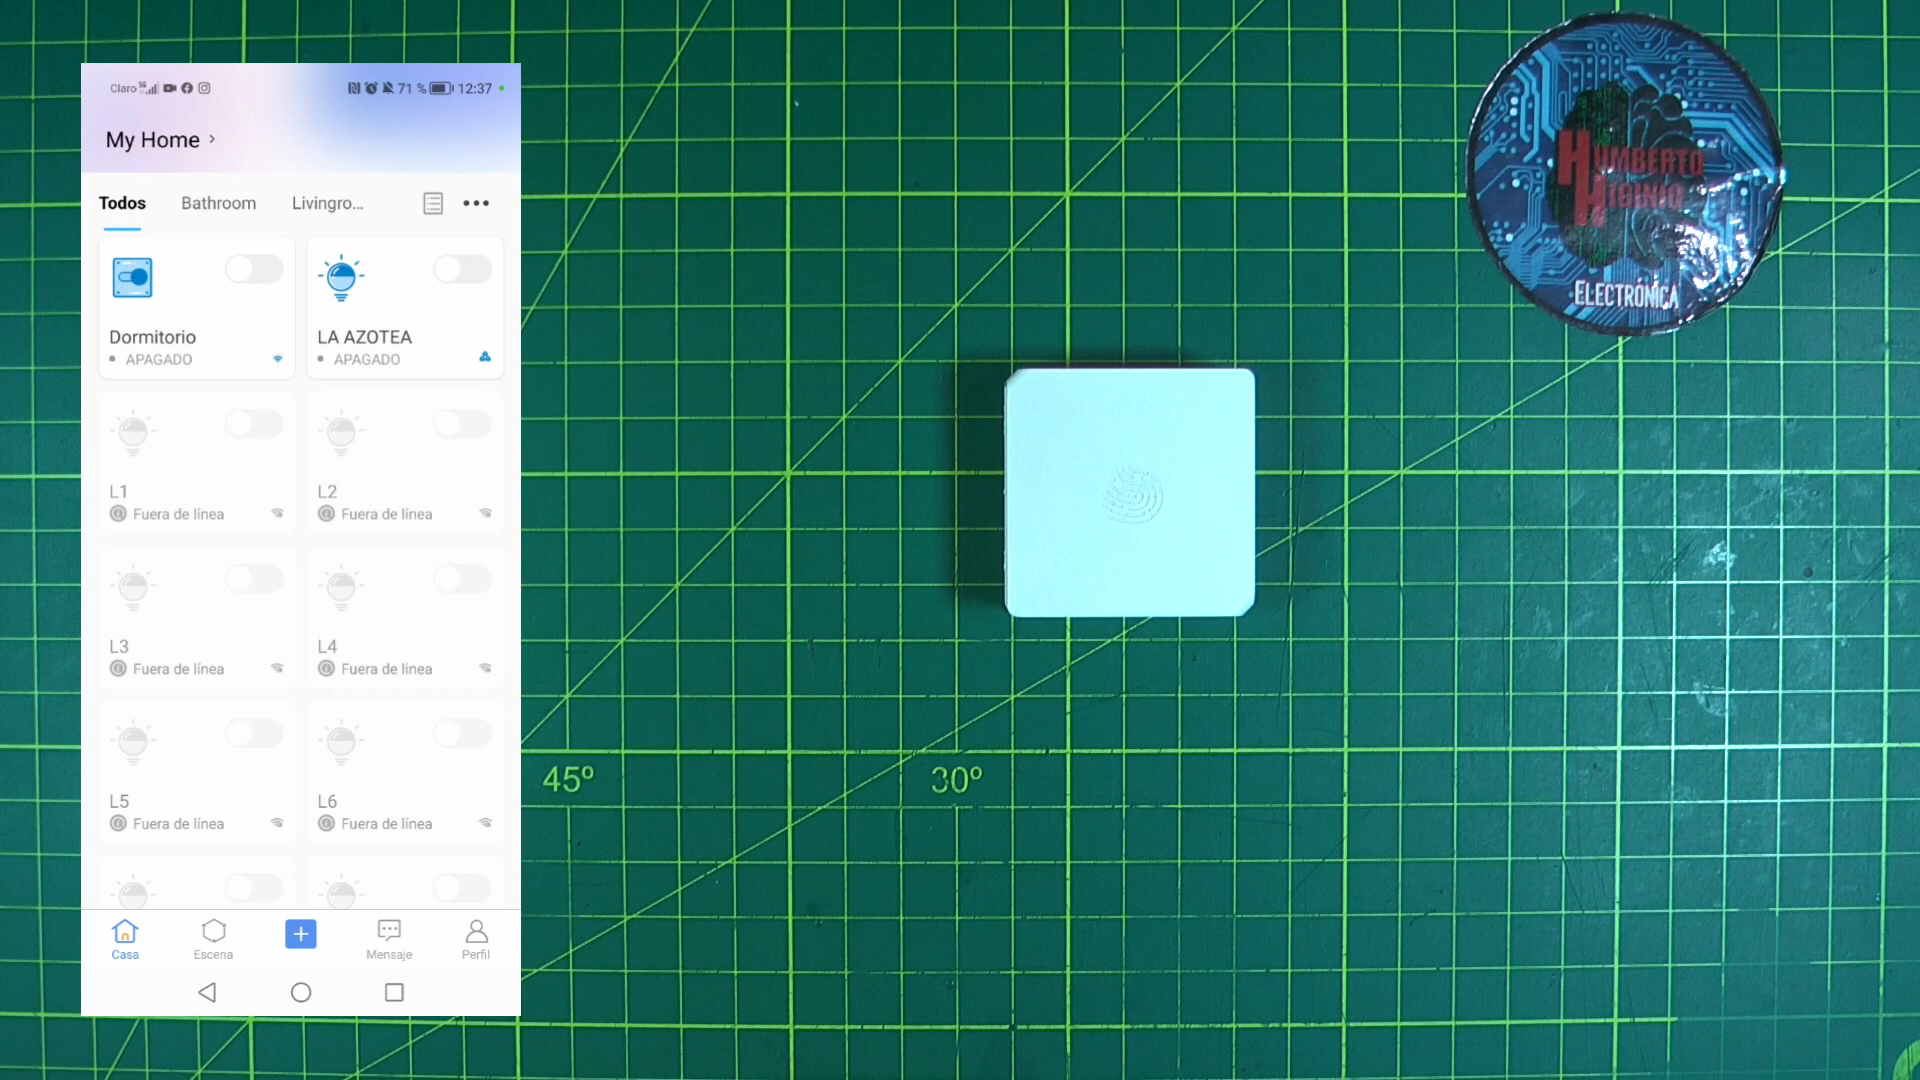 Claro 5G 71 % 12:37
My Home >
Todos Bathroom Livingro...
Dormitorio LA AZOTEA
APAGADO APAGADO
L1 L2
Fuera de línea Fuera de línea
L3 L4
Fuera de línea Fuera de línea
L5 L6
Fuera de línea Fuera de línea
Casa Escena Mensaje Perfil
HUMBERTO
HIGINIO
ELECTRÓNICA
45º 30º